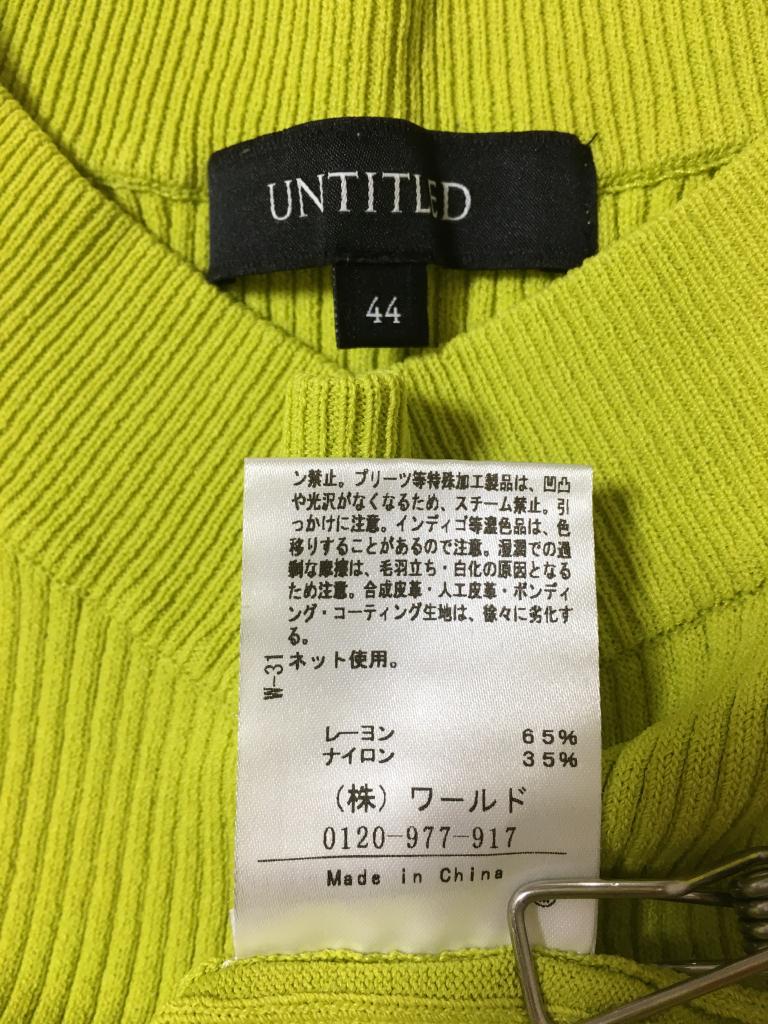 UNTITLED
44
ン禁止。プリーツ等特殊加工製品は、凹凸
や光沢がなくなるため、スチーム禁止。引
っかけに注意。インディゴ等濃色品は、色
移りすることがあるので注意。湿潤での過
剰な摩擦は、毛羽立ち・白化の原因となる
ため注意。合成皮革・人工皮革・ボンディ
ング・コーティング生地は、徐々に劣化す
る。
ネット使用。
W-31
レーヨン 65%
ナイロン 35%
(株)ワールド
0120-977-917
Made in China